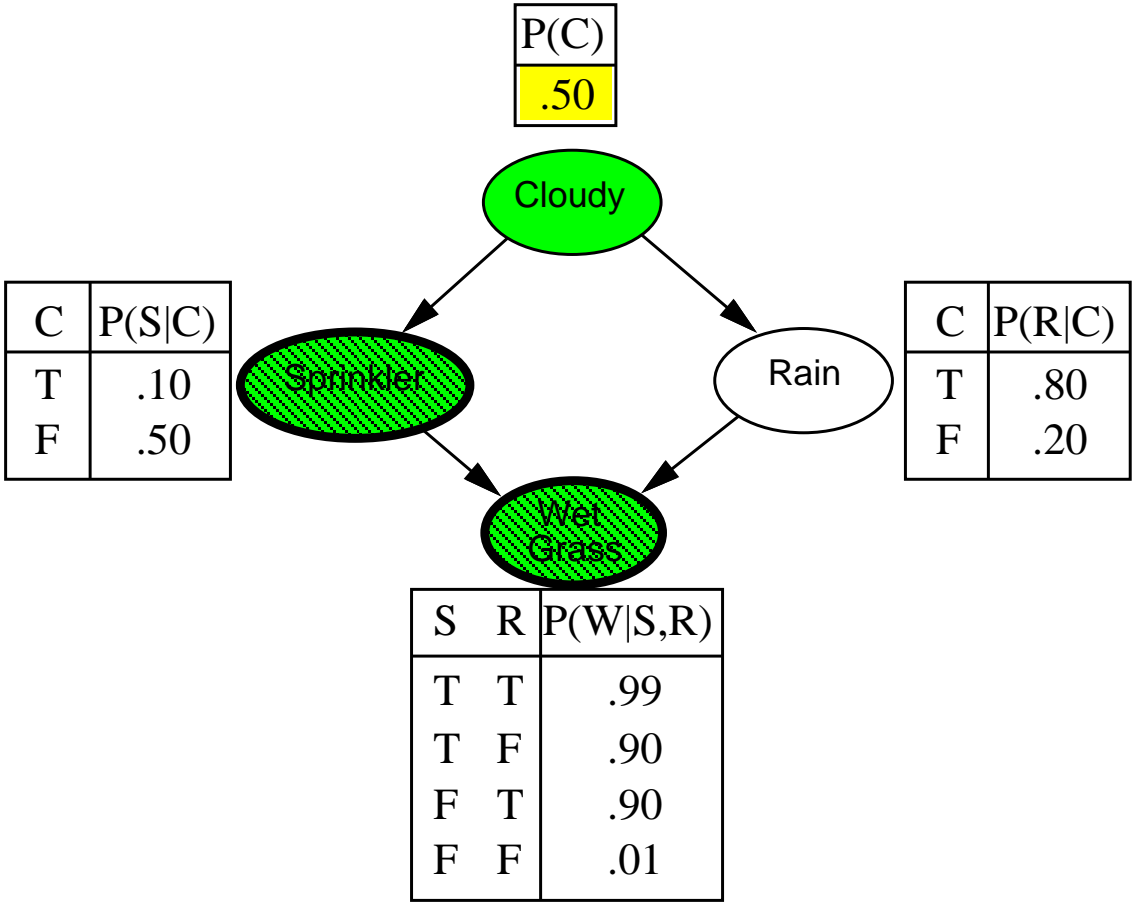 P(C)
.50
Cloudy
C P(S|C)
T .10
F .50
Sprinkler
Rain
C P(R|C)
T .80
F .20
Wet
Grass
S R P(W|S,R)
T T .99
T F .90
F T .90
F F .01